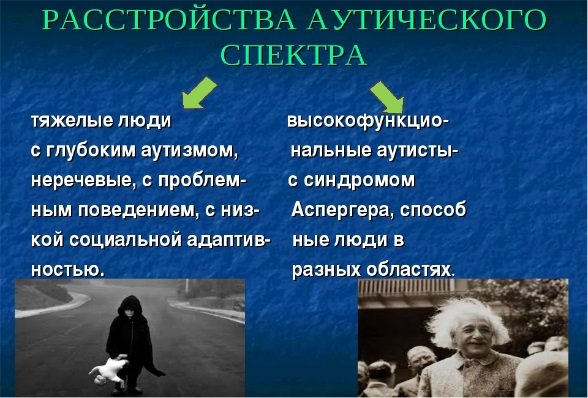 РАССТРОЙСТВА АУТИЧЕСКОГО
СПЕКТРА
тяжелые люди
с глубоким аутизмом,
неречевые, с проблем-
ным поведением, с низ-
кой социальной адаптив-
ностью.
высокофункцио-
нальные аутисты-
с синдромом
Аспергера, способ
ные люди в
разных областях.